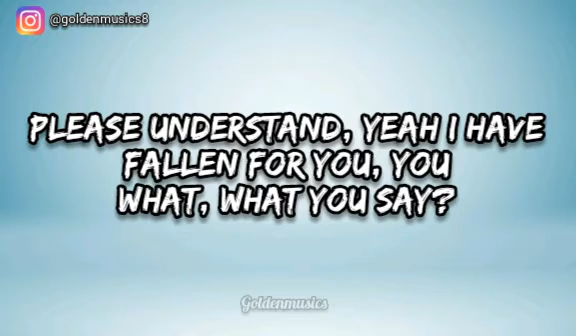 @goldenmusics8
PLEASE UNDERSTAND, YEAH I HAVE
FALLEN FOR YOU, YOU
WHAT, WHAT YOU SAY?
Goldenmusics